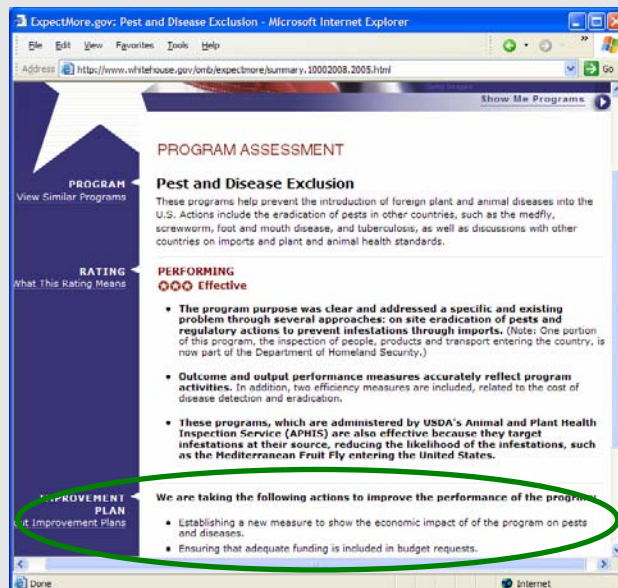 ExpectMore.gov: Pest and Disease Exclusion - Microsoft Internet Explorer
File Edit View Favorites Tools Help
Address http://www.whitehouse.gov/omb/expectmore/summary.10002008.2005.html Go
Show Me Programs
PROGRAM ASSESSMENT
PROGRAM
View Similar Programs
Pest and Disease Exclusion
These programs help prevent the introduction of foreign plant and animal diseases into the
U.S. Actions include the eradication of pests in other countries, such as the medfly,
screwworm, foot and mouth disease, and tuberculosis, as well as discussions with other
countries on imports and plant and animal health standards.
RATING
What This Rating Means
PERFORMING
Effective
• The program purpose was clear and addressed a specific and existing
problem through several approaches: on site eradication of pests and
regulatory actions to prevent infestations through imports. (Note: One portion
of this program, the inspection of people, products and transport entering the country, is
now part of the Department of Homeland Security.)
• Outcome and output performance measures accurately reflect program
activities. In addition, two efficiency measures are included, related to the cost of
disease detection and eradication.
• These programs, which are administered by USDA's Animal and Plant Health
Inspection Service (APHIS) are also effective because they target
infestations at their source, reducing the likelihood of the infestations, such
as the Mediterranean Fruit Fly entering the United States.
IMPROVEMENT
PLAN
Improvement Plans
We are taking the following actions to improve the performance of the program:
• Establishing a new measure to show the economic impact of of the program on pests
and diseases.
• Ensuring that adequate funding is included in budget requests.
Done Internet